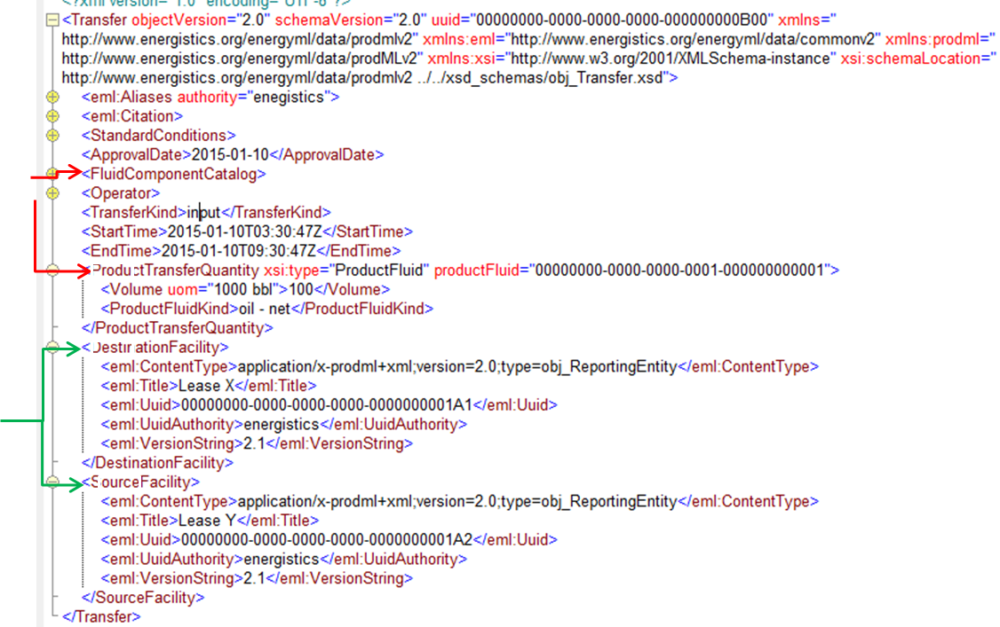 <?xml version="1.0" encoding="UTF-8"?>
<Transfer objectVersion="2.0" schemaVersion="2.0" uuid="00000000-0000-0000-0000-000000000B00" xmlns="
http://www.energistics.org/energyml/data/prodmlv2" xmlns:eml="http://www.energistics.org/energyml/data/commonv2" xmlns:prodml="
http://www.energistics.org/energyml/data/prodMLv2" xmlns:xsi="http://www.w3.org/2001/XMLSchema-instance" xsi:schemaLocation="
http://www.energistics.org/energyml/data/prodmlv2 ../../xsd_schemas/obj_Transfer.xsd">
<eml:Aliases authority="enegistics">
<eml:Citation>
<StandardConditions>
<ApprovalDate>2015-01-10</ApprovalDate>
<FluidComponentCatalog>
<Operator>
<TransferKind>input</TransferKind>
<StartTime>2015-01-10T03:30:47Z</StartTime>
<EndTime>2015-01-10T09:30:47Z</EndTime>
<ProductTransferQuantity xsi:type="ProductFluid" productFluid="00000000-0000-0000-0001-000000000001">
<Volume uom="1000 bbl">100</Volume>
<ProductFluidKind>oil - net</ProductFluidKind>
</ProductTransferQuantity>
<DestinationFacility>
<eml:ContentType>application/x-prodml+xml;version=2.0;type=obj_ReportingEntity</eml:ContentType>
<eml:Title>Lease X</eml:Title>
<eml:Uuid>00000000-0000-0000-0000-0000000001A1</eml:Uuid>
<eml:UuidAuthority>energistics</eml:UuidAuthority>
<eml:VersionString>2.1</eml:VersionString>
</DestinationFacility>
<SourceFacility>
<eml:ContentType>application/x-prodml+xml;version=2.0;type=obj_ReportingEntity</eml:ContentType>
<eml:Title>Lease Y</eml:Title>
<eml:Uuid>00000000-0000-0000-0000-0000000001A2</eml:Uuid>
<eml:UuidAuthority>energistics</eml:UuidAuthority>
<eml:VersionString>2.1</eml:VersionString>
</SourceFacility>
</Transfer>